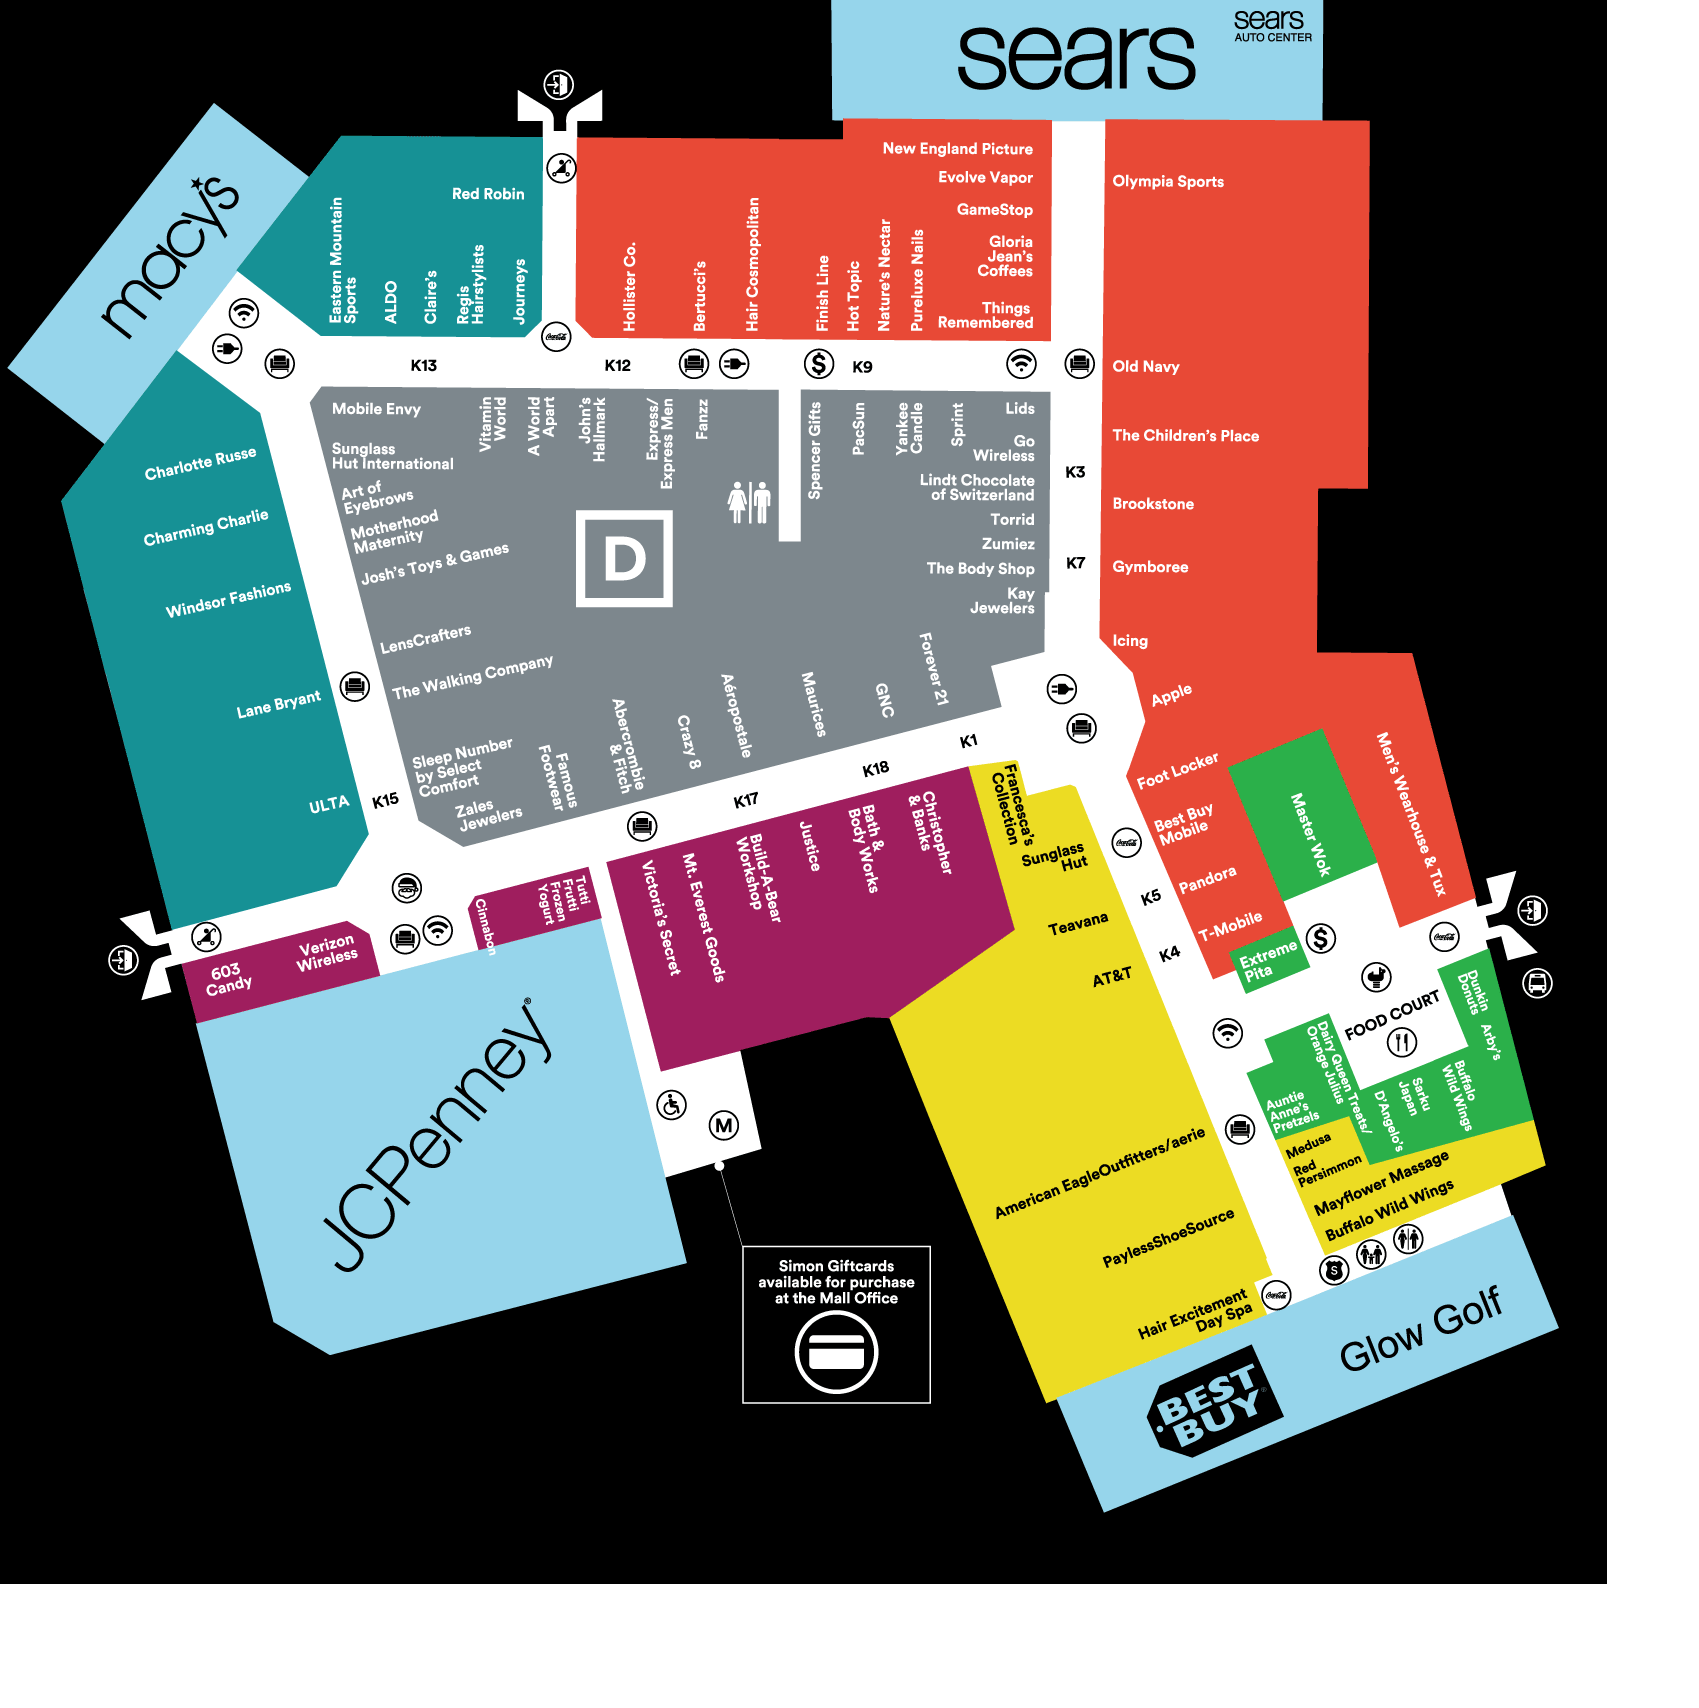 sears
sears
AUTO CENTER
macy's
New England Picture
Evolve Vapor
GameStop
Gloria
Jean's
Coffees
Things
Remembered
Olympia Sports
Red Robin
Eastern Mountain
Sports
ALDO
Claire's
Regis
Hairstylists
Journeys
Hollister Co.
Bertucci's
Hair Cosmopolitan
Finish Line
Hot Topic
Nature's Nectar
Pureluxe Nails
Coca-Cola
K13
K12
$
K9
Old Navy
The Children's Place
Brookstone
Gymboree
Icing
Apple
Foot Locker
Best Buy
Mobile
Pandora
T-Mobile
Men's Wearhouse & Tux
Mobile Envy
Sunglass
Hut International
Art of
Eyebrows
Motherhood
Maternity
Josh's Toys & Games
LensCrafters
The Walking Company
Sleep Number
by Select
Comfort
Zales
Jewelers
Vitamin
World
A World
Apart
John's
Hallmark
Express/
Express Men
Fanzz
Spencer Gifts
PacSun
Yankee
Candle
Sprint
Lids
Go
Wireless
Lindt Chocolate
of Switzerland
Torrid
Zumiez
The Body Shop
Kay
Jewelers
D
K3
K7
Famous
Footwear
Abercrombie
& Fitch
Crazy 8
Aéropostale
Maurices
GNC
Forever 21
Charlotte Russe
Charming Charlie
Windsor Fashions
Lane Bryant
ULTA
K15
K17
K18
K1
K5
K4
603
Candy
Verizon
Wireless
Cinnabon
Tutti
Frutti
Frozen
Yogurt
Victoria's Secret
Mt. Everest Goods
Build-A-Bear
Workshop
Justice
Bath &
Body Works
Christopher
& Banks
Francesca's
Collection
Sunglass
Hut
Teavana
AT&T
American EagleOutfitters/aerie
PaylessShoeSource
Hair Excitement
Day Spa
Coca-Cola
Master Wok
Extreme
Pita
$
Coca-Cola
FOOD COURT
Dunkin
Donuts
Arby's
Buffalo
Wild Wings
Sarku
Japan
D'Angelo's
Dairy Queen Treats/
Orange Julius
Auntie
Anne's
Pretzels
Medusa
Red
Persimmon
Mayflower Massage
Buffalo Wild Wings
S
Coca-Cola
JCPenney®
M
Simon Giftcards
available for purchase
at the Mall Office
BEST
BUY
Glow Golf